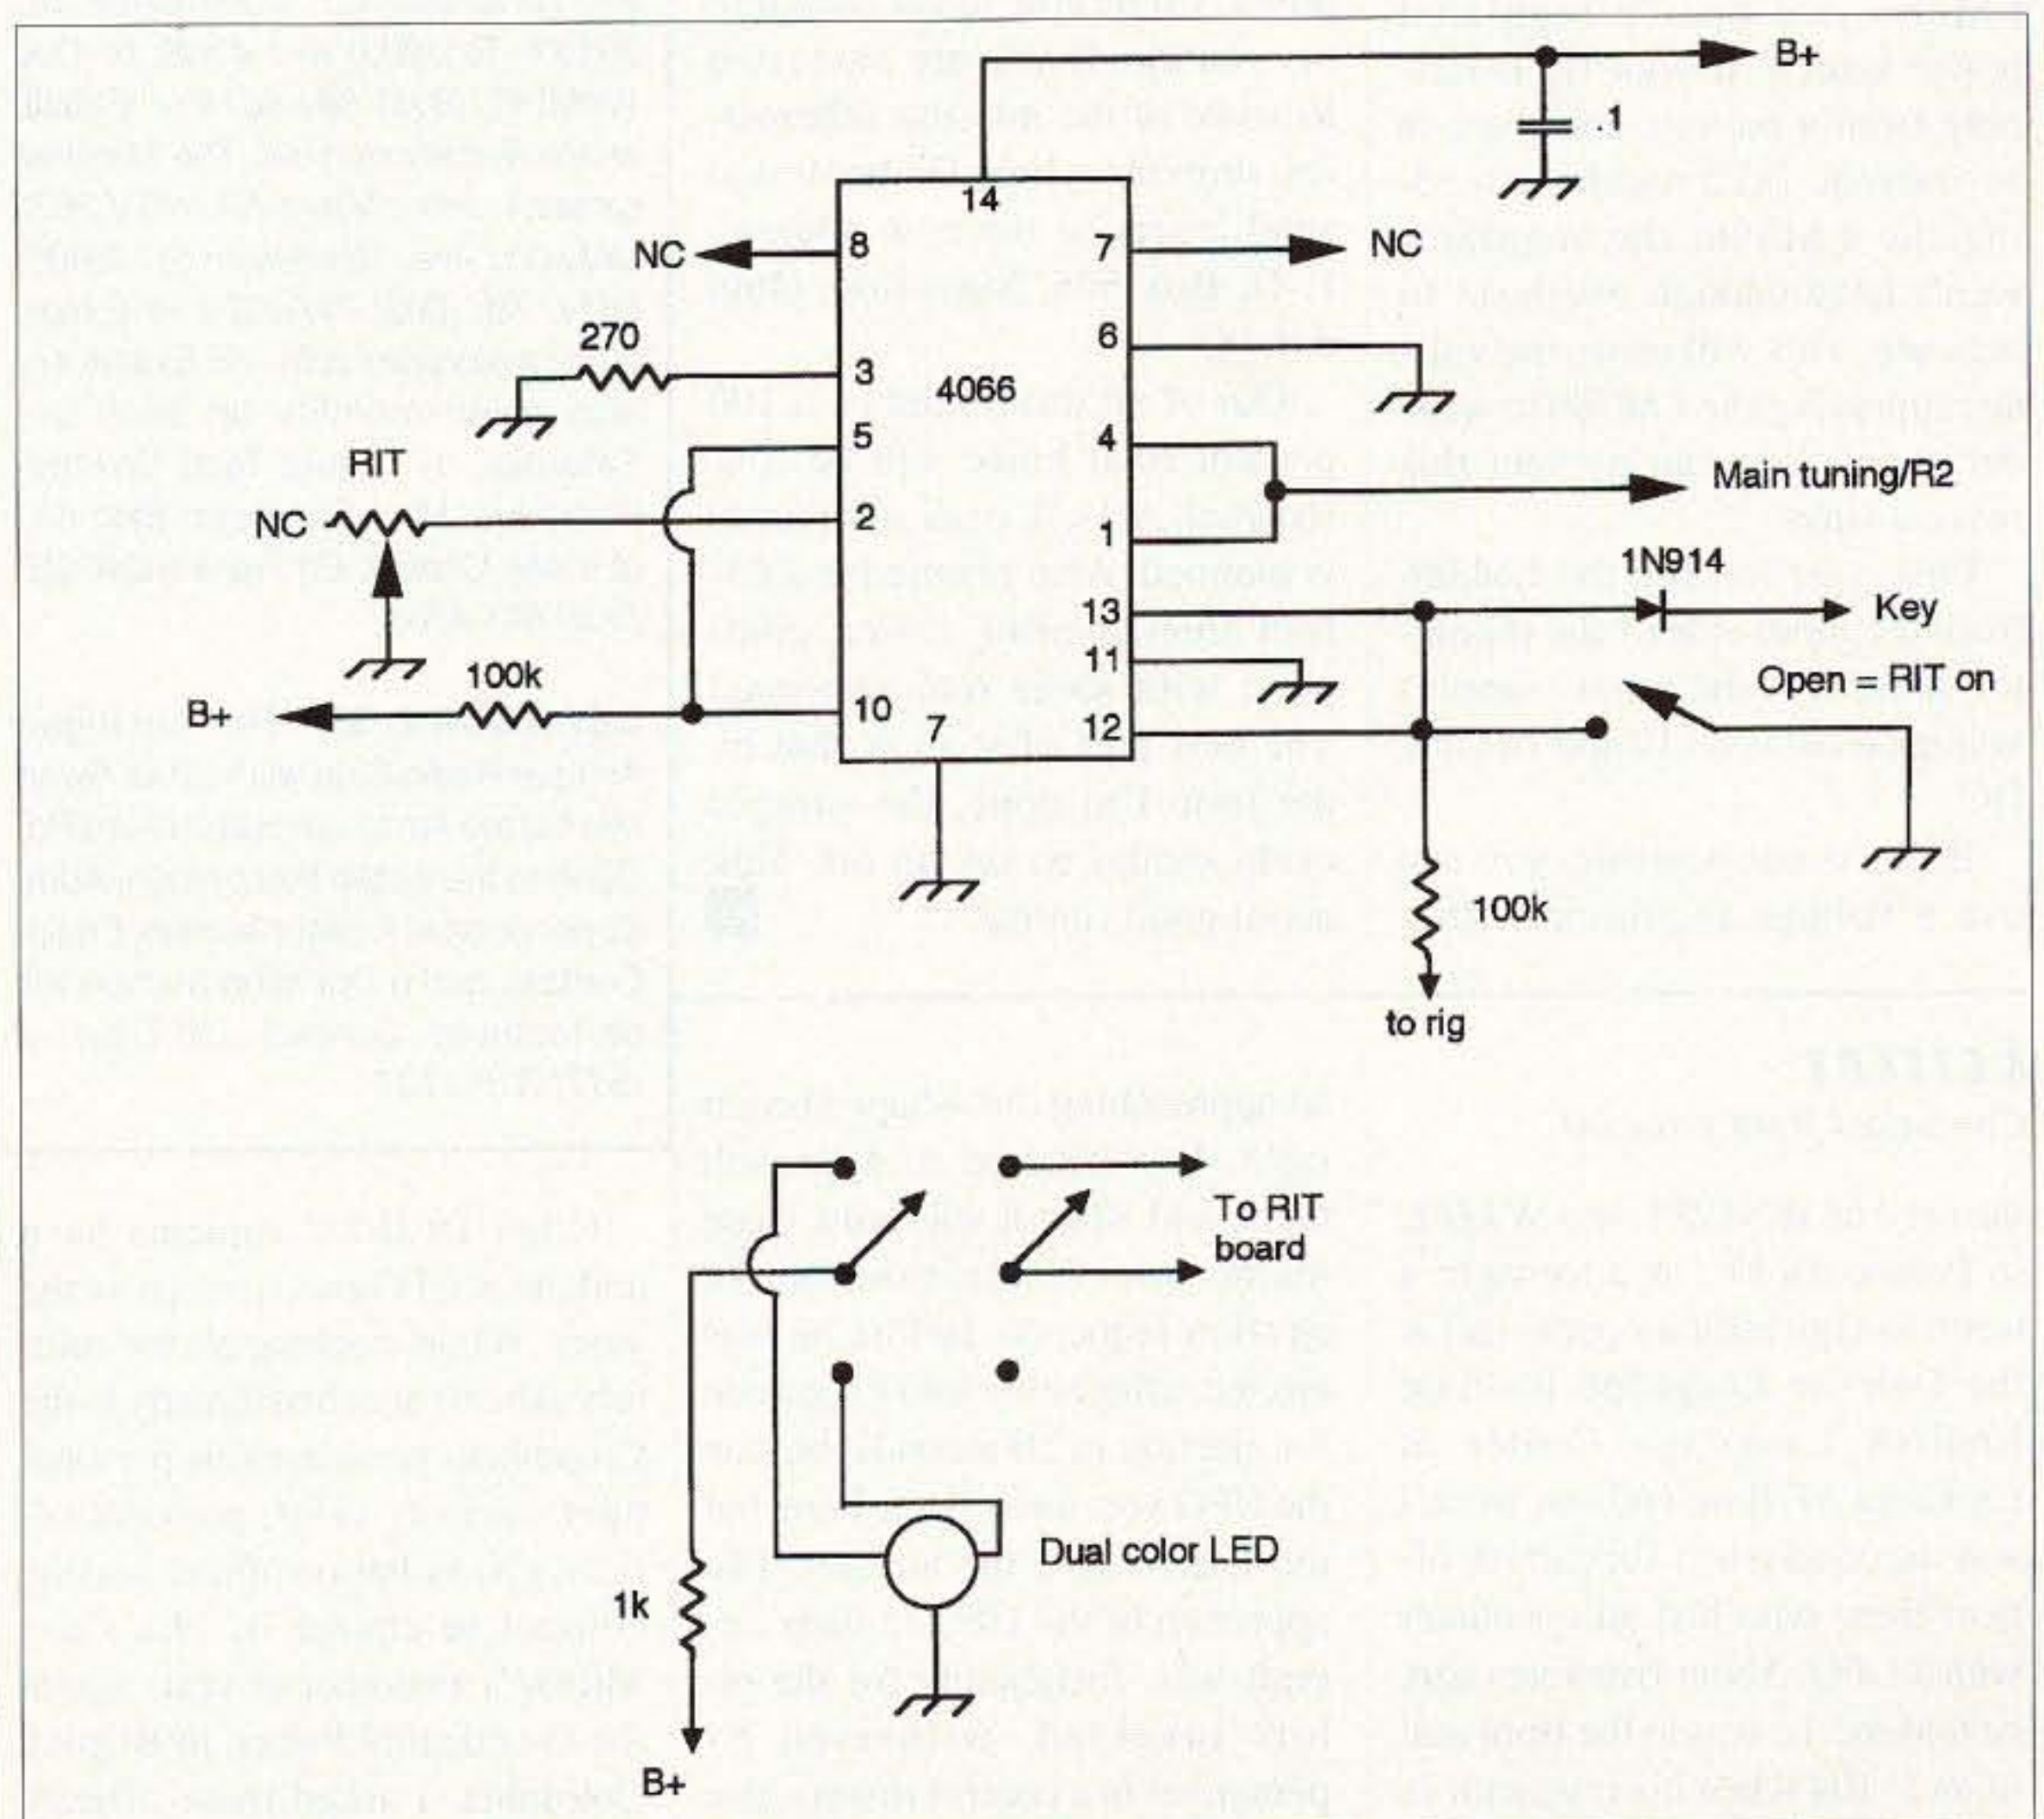 B+
.1
14
NC 8 7 NC
270 6
3 4066
5 4
RIT Main tuning/R2
NC 2 1
1N914
13 Key
11
100k Open = RIT on
B+ 10 7 12
100k
to rig
To RIT
board
Dual color LED
1k
B+